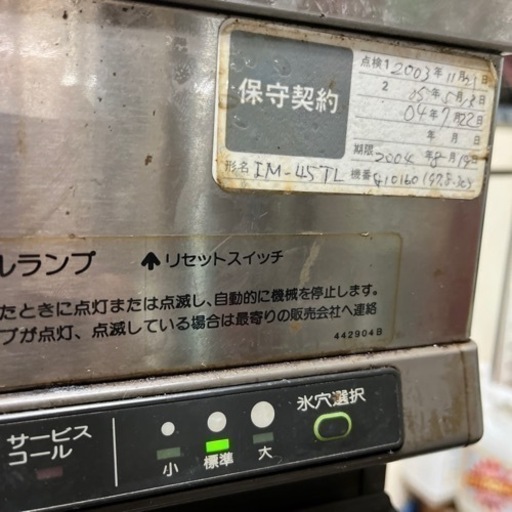 保守契約
点検1 2003年11月21日
2 05年5月13日
04年7月22日
年 月 日
期限 2004年8月19日
形名 IM-45TL 機番
ルランプ ↑リセットスイッチ
たときに点灯または点滅し、自動的に機械を停止します。
プが点灯、点滅している場合は最寄りの販売会社へ連絡
442904B
サービス
コール
氷穴選択
小 標準 大